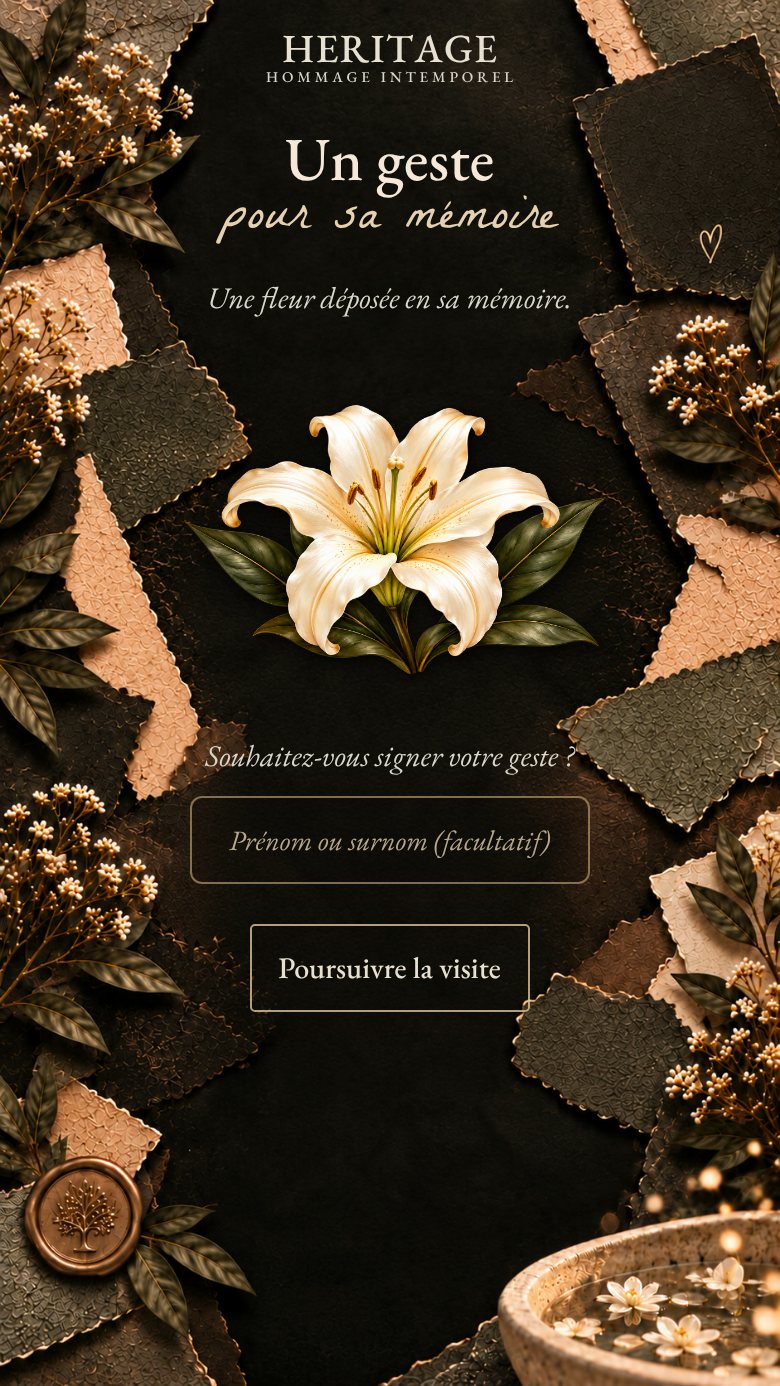 HERITAGE
HOMMAGE INTEMPOREL
Un geste
pour sa mémoire
Une fleur déposée en sa mémoire.
Souhaitez-vous signer votre geste ?
Prénom ou surnom (facultatif)
Poursuivre la visite